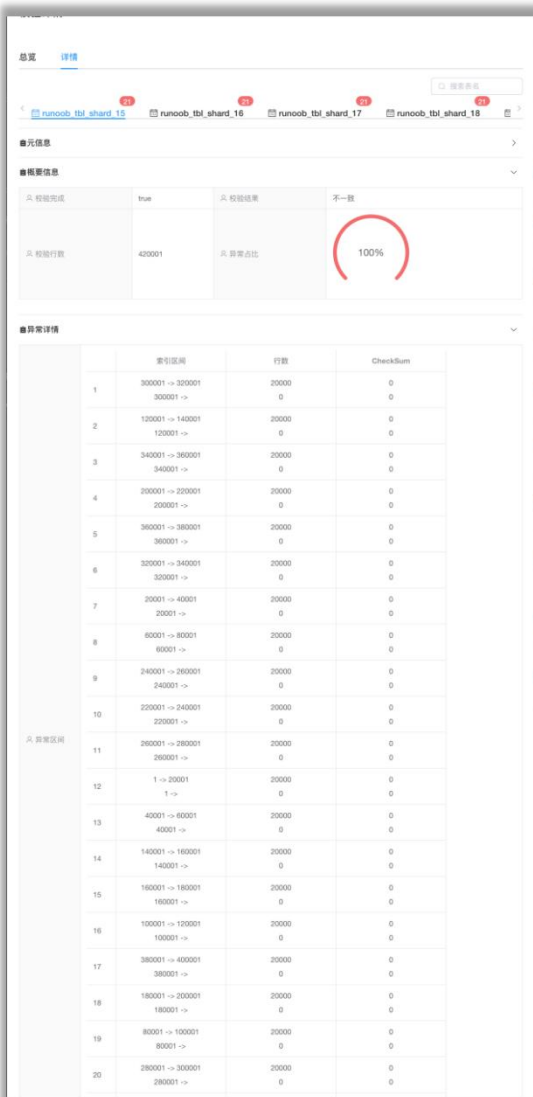 总览 详情
搜索表名
21 21 21 21
runoob_tbl_shard_15 runoob_tbl_shard_16 runoob_tbl_shard_17 runoob_tbl_shard_18
元信息
概要信息
校验完成 true 校验结果 不一致
校验行数 420001 异常占比 100%
异常详情
索引区间 行数 CheckSum
1 300001 -> 320001 20000 0
300001 -> 0 0
2 120001 -> 140001 20000 0
120001 -> 0 0
3 340001 -> 360001 20000 0
340001 -> 0 0
4 200001 -> 220001 20000 0
200001 -> 0 0
5 360001 -> 380001 20000 0
360001 -> 0 0
6 320001 -> 340001 20000 0
320001 -> 0 0
7 20001 -> 40001 20000 0
20001 -> 0 0
8 60001 -> 80001 20000 0
60001 -> 0 0
9 240001 -> 260001 20000 0
240001 -> 0 0
10 220001 -> 240001 20000 0
220001 -> 0 0
异常区间
11 260001 -> 280001 20000 0
260001 -> 0 0
12 1 -> 20001 20000 0
1 -> 0 0
13 40001 -> 60001 20000 0
40001 -> 0 0
14 140001 -> 160001 20000 0
140001 -> 0 0
15 160001 -> 180001 20000 0
160001 -> 0 0
16 100001 -> 120001 20000 0
100001 -> 0 0
17 380001 -> 400001 20000 0
380001 -> 0 0
18 180001 -> 200001 20000 0
180001 -> 0 0
19 80001 -> 100001 20000 0
80001 -> 0 0
20 280001 -> 300001 20000 0
280001 -> 0 0